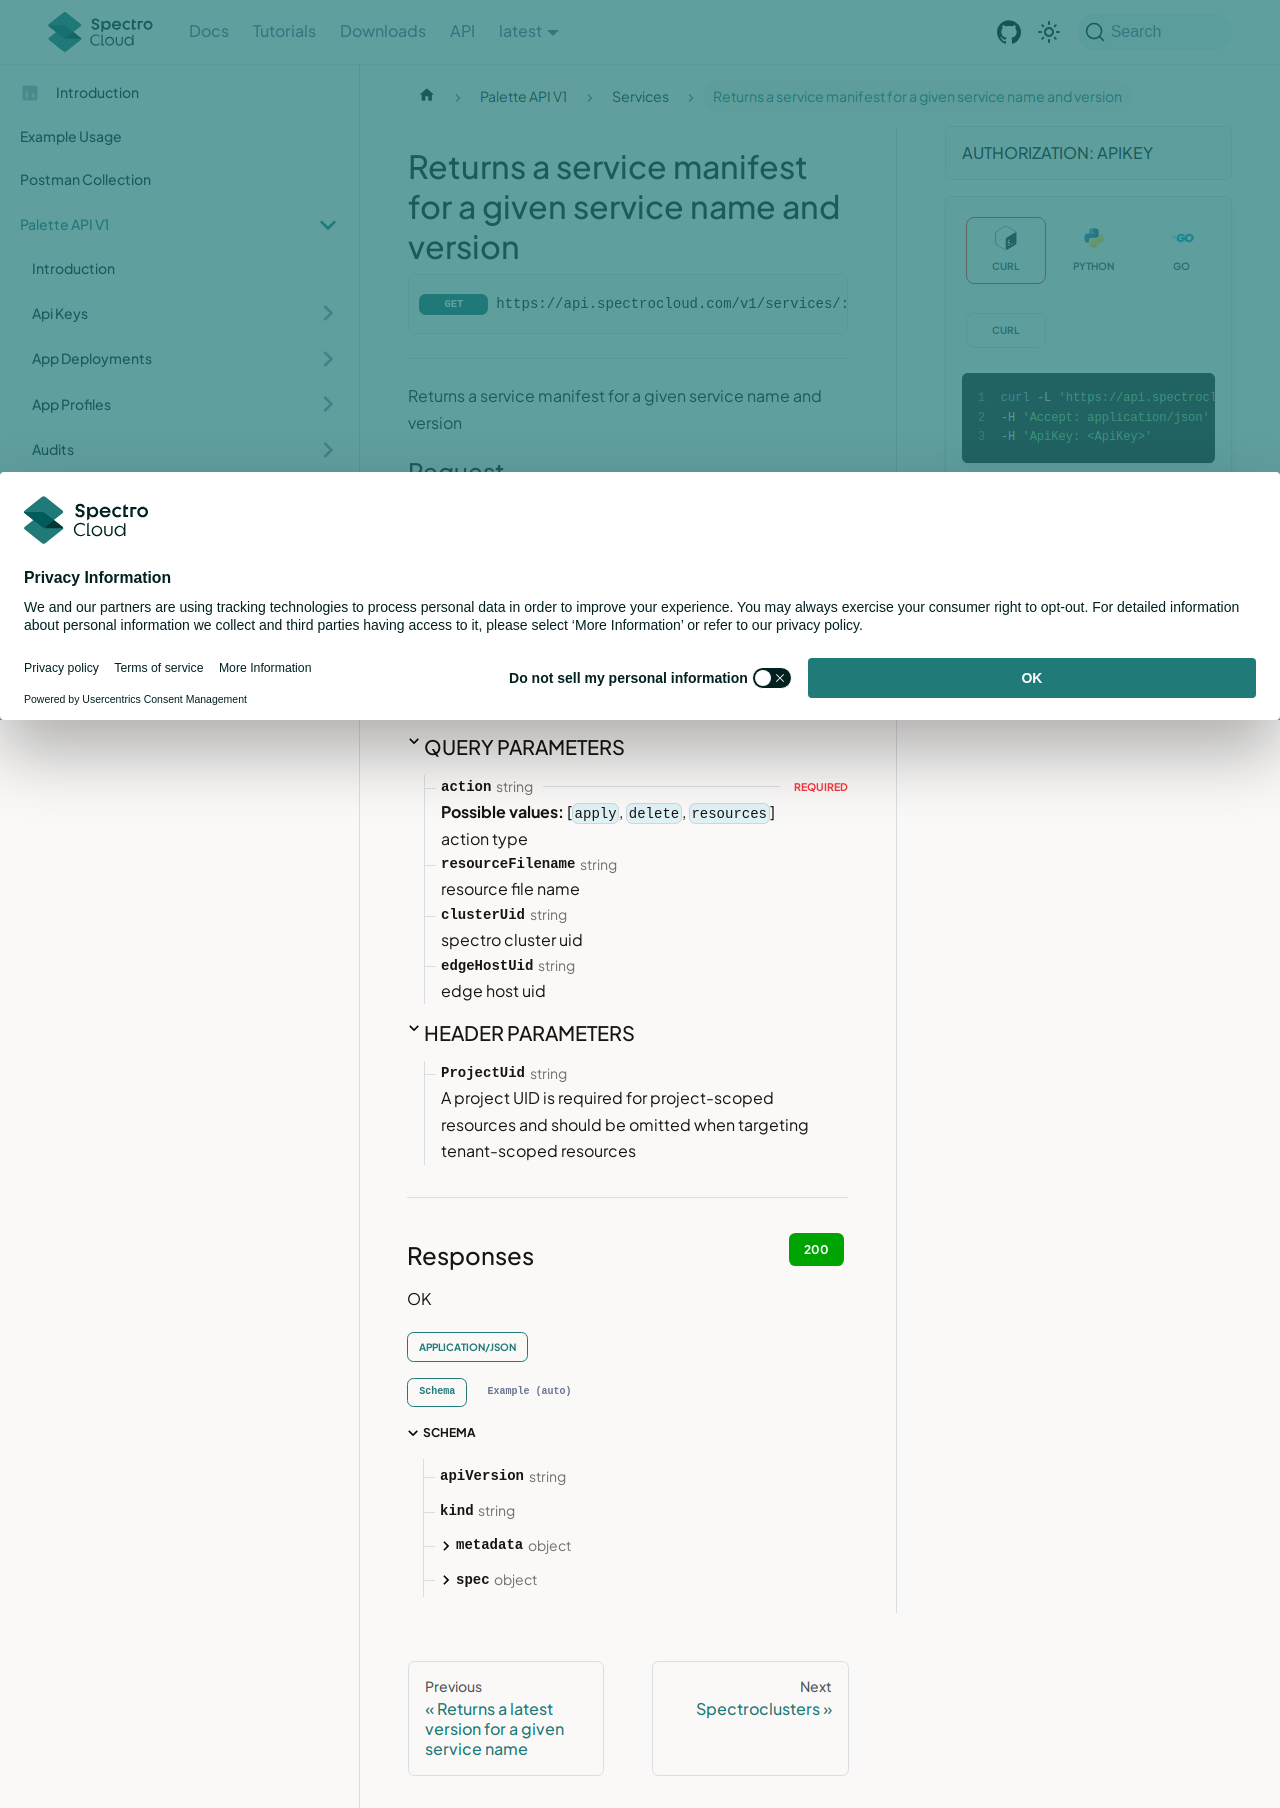 Spectro
Cloud
Docs
Tutorials
Downloads
API
latest
Search
Introduction
Example Usage
Postman Collection
Palette API V1
Introduction
Api Keys
App Deployments
App Profiles
Audits
Palette API V1
Services
Returns a service manifest for a given service name and version
Returns a service manifest
for a given service name and
version
GET
https://api.spectrocloud.com/v1/services/:
Returns a service manifest for a given service name and
version
Request
AUTHORIZATION: APIKEY
CURL
PYTHON
GO
CURL
1 curl -L 'https://api.spectrocl
2 -H 'Accept: application/json'
3 -H 'ApiKey: <ApiKey>'
Spectro
Cloud
Privacy Information
We and our partners are using tracking technologies to process personal data in order to improve your experience. You may always exercise your consumer right to opt-out. For detailed information
about personal information we collect and third parties having access to it, please select ‘More Information’ or refer to our privacy policy.
Privacy policy
Terms of service
More Information
Powered by Usercentrics Consent Management
Do not sell my personal information
OK
QUERY PARAMETERS
action string
REQUIRED
Possible values: [apply, delete, resources]
action type
resourceFilename string
resource file name
clusterUid string
spectro cluster uid
edgeHostUid string
edge host uid
HEADER PARAMETERS
ProjectUid string
A project UID is required for project-scoped
resources and should be omitted when targeting
tenant-scoped resources
Responses
200
OK
APPLICATION/JSON
Schema
Example (auto)
SCHEMA
apiVersion string
kind string
metadata object
spec object
Previous
« Returns a latest
version for a given
service name
Next
Spectroclusters »